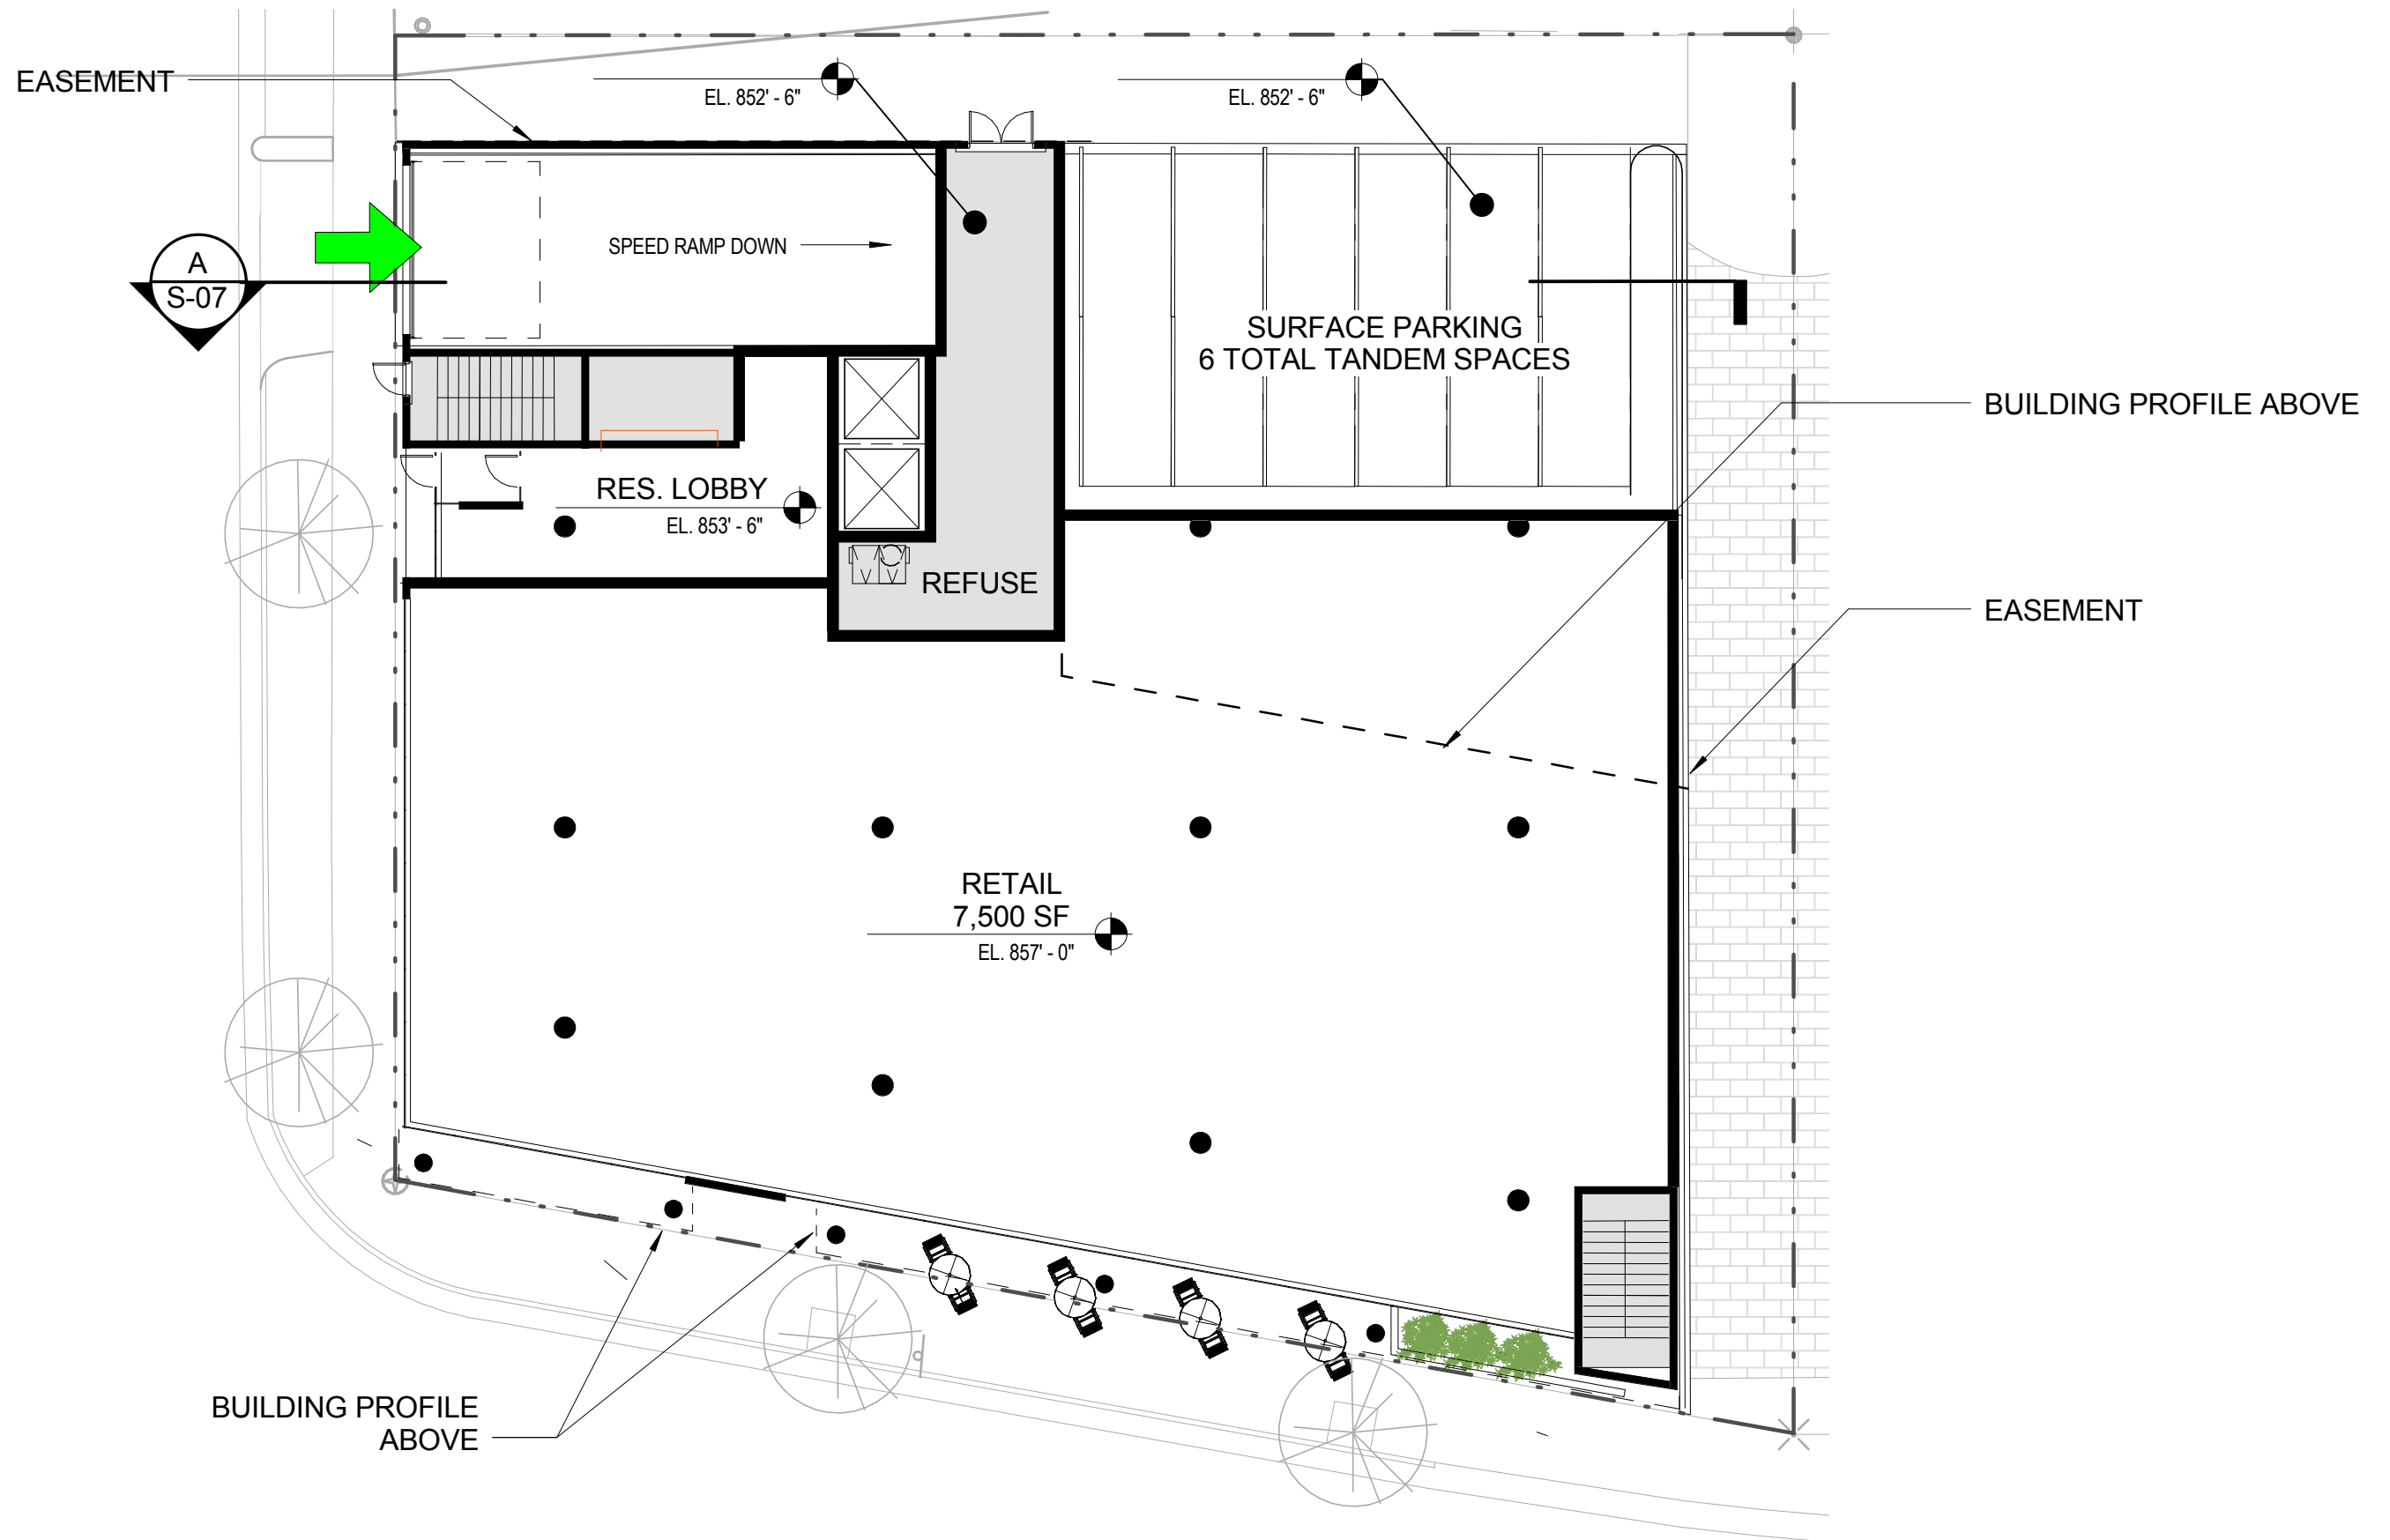 EASEMENT
EL. 852' - 6"
EL. 852' - 6"
SPEED RAMP DOWN
A
S-07
SURFACE PARKING
6 TOTAL TANDEM SPACES
BUILDING PROFILE ABOVE
RES. LOBBY
EL. 853' - 6"
REFUSE
EASEMENT
RETAIL
7,500 SF
EL. 857' - 0"
BUILDING PROFILE
ABOVE